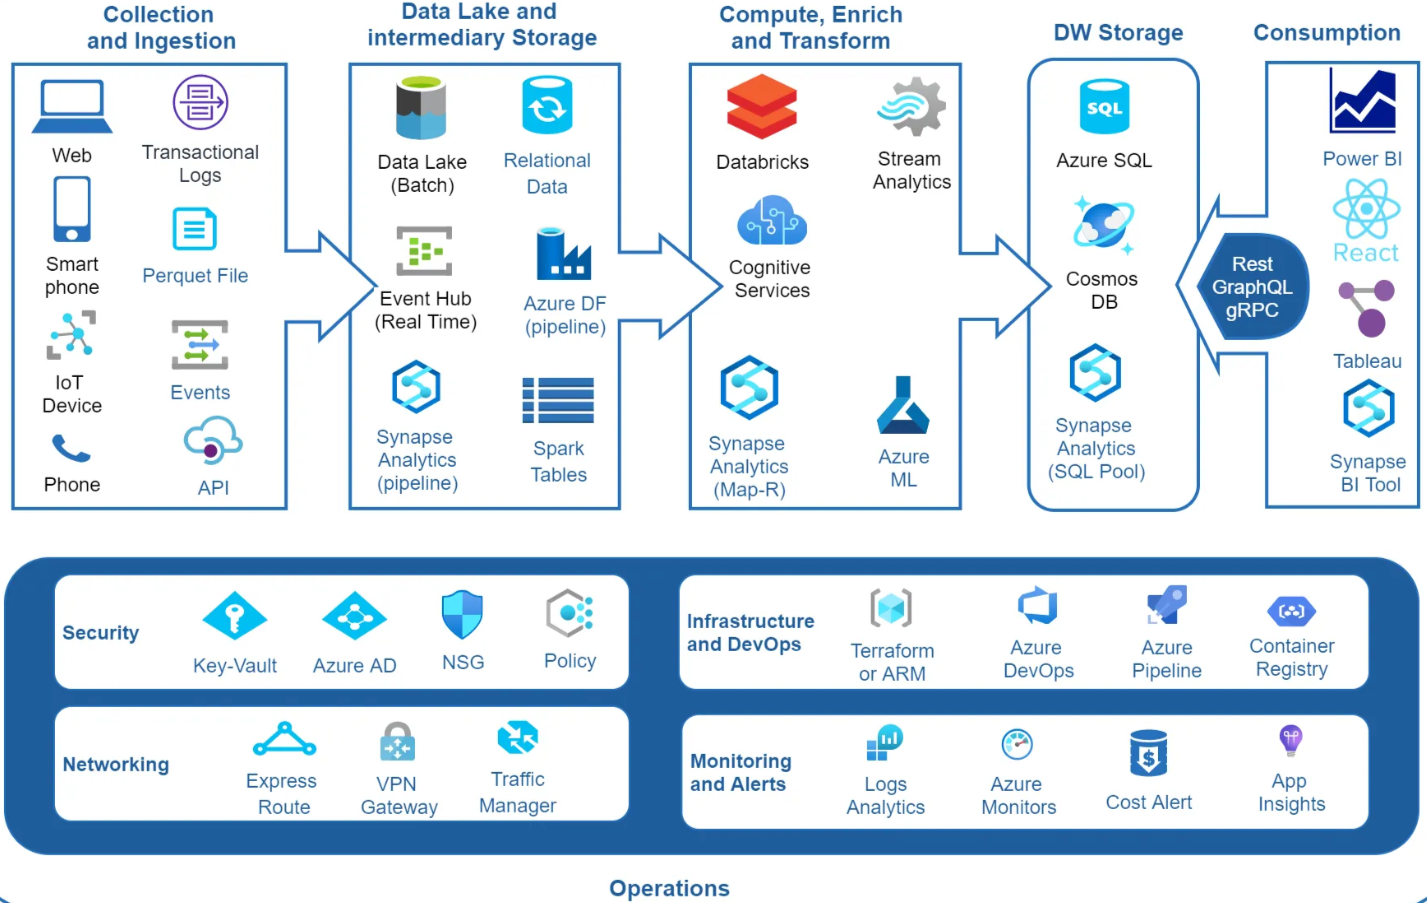 Collection
and Ingestion
Data Lake and
intermediary Storage
Compute, Enrich
and Transform
DW Storage
Consumption
Web
Transactional
Logs
Smart
phone
Perquet File
IoT
Device
Events
Phone
API
Data Lake
(Batch)
Relational
Data
Event Hub
(Real Time)
Azure DF
(pipeline)
Synapse
Analytics
(pipeline)
Spark
Tables
Databricks
Stream
Analytics
Cognitive
Services
Synapse
Analytics
(Map-R)
Azure
ML
SQL
Azure SQL
Cosmos
DB
Synapse
Analytics
(SQL Pool)
Rest
GraphQL
gRPC
Power BI
React
Tableau
Synapse
BI Tool
Security
Key-Vault
Azure AD
NSG
Policy
Infrastructure
and DevOps
Terraform
or ARM
Azure
DevOps
Azure
Pipeline
Container
Registry
Networking
Express
Route
VPN
Gateway
Traffic
Manager
Monitoring
and Alerts
Logs
Analytics
Azure
Monitors
$
Cost Alert
App
Insights
Operations